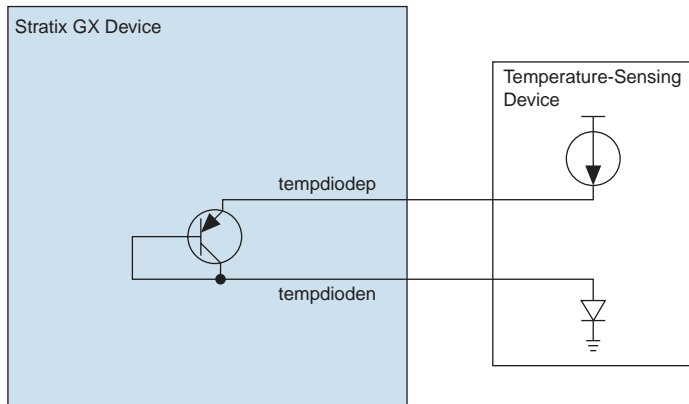 Stratix GX Device
Temperature-Sensing
Device
tempdiodep
tempdioden